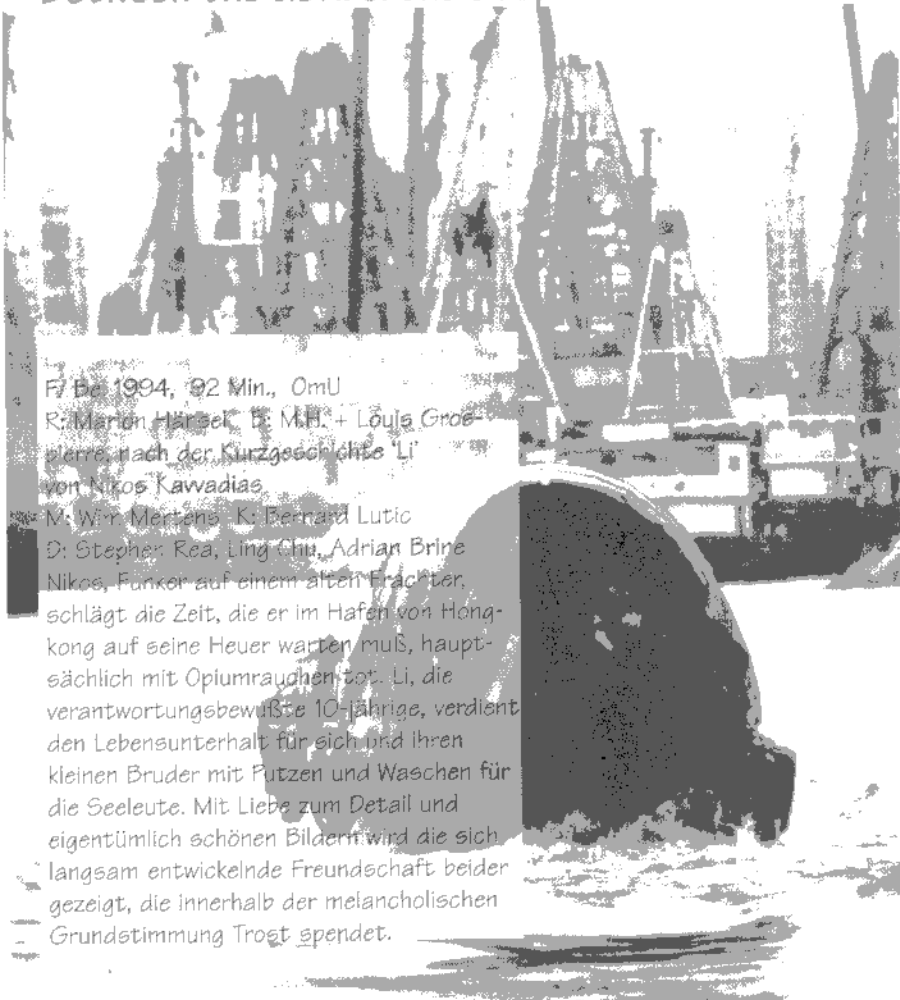 F/ Be 1994, 92 Min., OmU
R: Marion Hänsel, B: M.H. + Louis Gros-
pierre, nach der Kurzgeschichte 'Li'
von Nikos Kavvadias
M: Wim Mertens K: Bernard Lutic
D: Stephen Rea, Ling Chu, Adrian Brine
Nikos, Funker auf einem alten Frachter,
schlägt die Zeit, die er im Hafen von Hong-
kong auf seine Heuer warten muß, haupt-
sächlich mit Opiumrauchen tot. Li, die
verantwortungsbewußte 10-jährige, verdient
den Lebensunterhalt für sich und ihren
kleinen Bruder mit Putzen und Waschen für
die Seeleute. Mit Liebe zum Detail und
eigentümlich schönen Bildern wird die sich
langsam entwickelnde Freundschaft beider
gezeigt, die innerhalb der melancholischen
Grundstimmung Trost spendet.